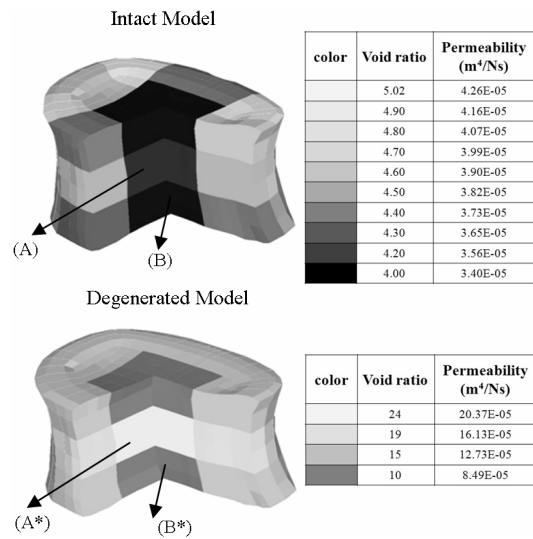 Intact Model
color Void ratio Permeability
(m⁴/Ns)
5.02 4.26E-05
4.90 4.16E-05
4.80 4.07E-05
4.70 3.99E-05
4.60 3.90E-05
4.50 3.82E-05
4.40 3.73E-05
4.30 3.65E-05
4.20 3.56E-05
4.00 3.40E-05
(A)
(B)
Degenerated Model
color Void ratio Permeability
(m⁴/Ns)
24 20.37E-05
19 16.13E-05
15 12.73E-05
10 8.49E-05
(A*)
(B*)